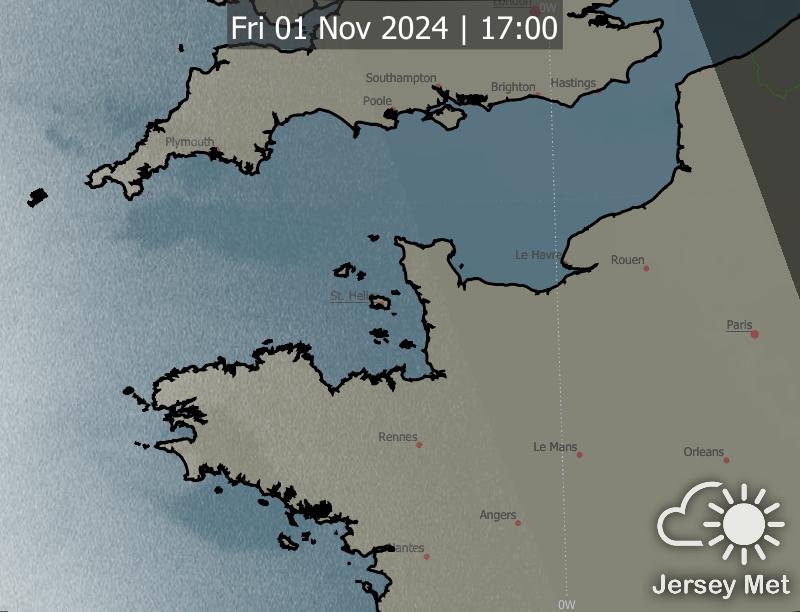 London
0W
Fri 01 Nov 2024 | 17:00
Southampton
Brighton
Hastings
Poole
Plymouth
Le Havre
Rouen
St. Helier
Paris
Rennes
Le Mans
Orleans
Angers
Nantes
Jersey Met
0W